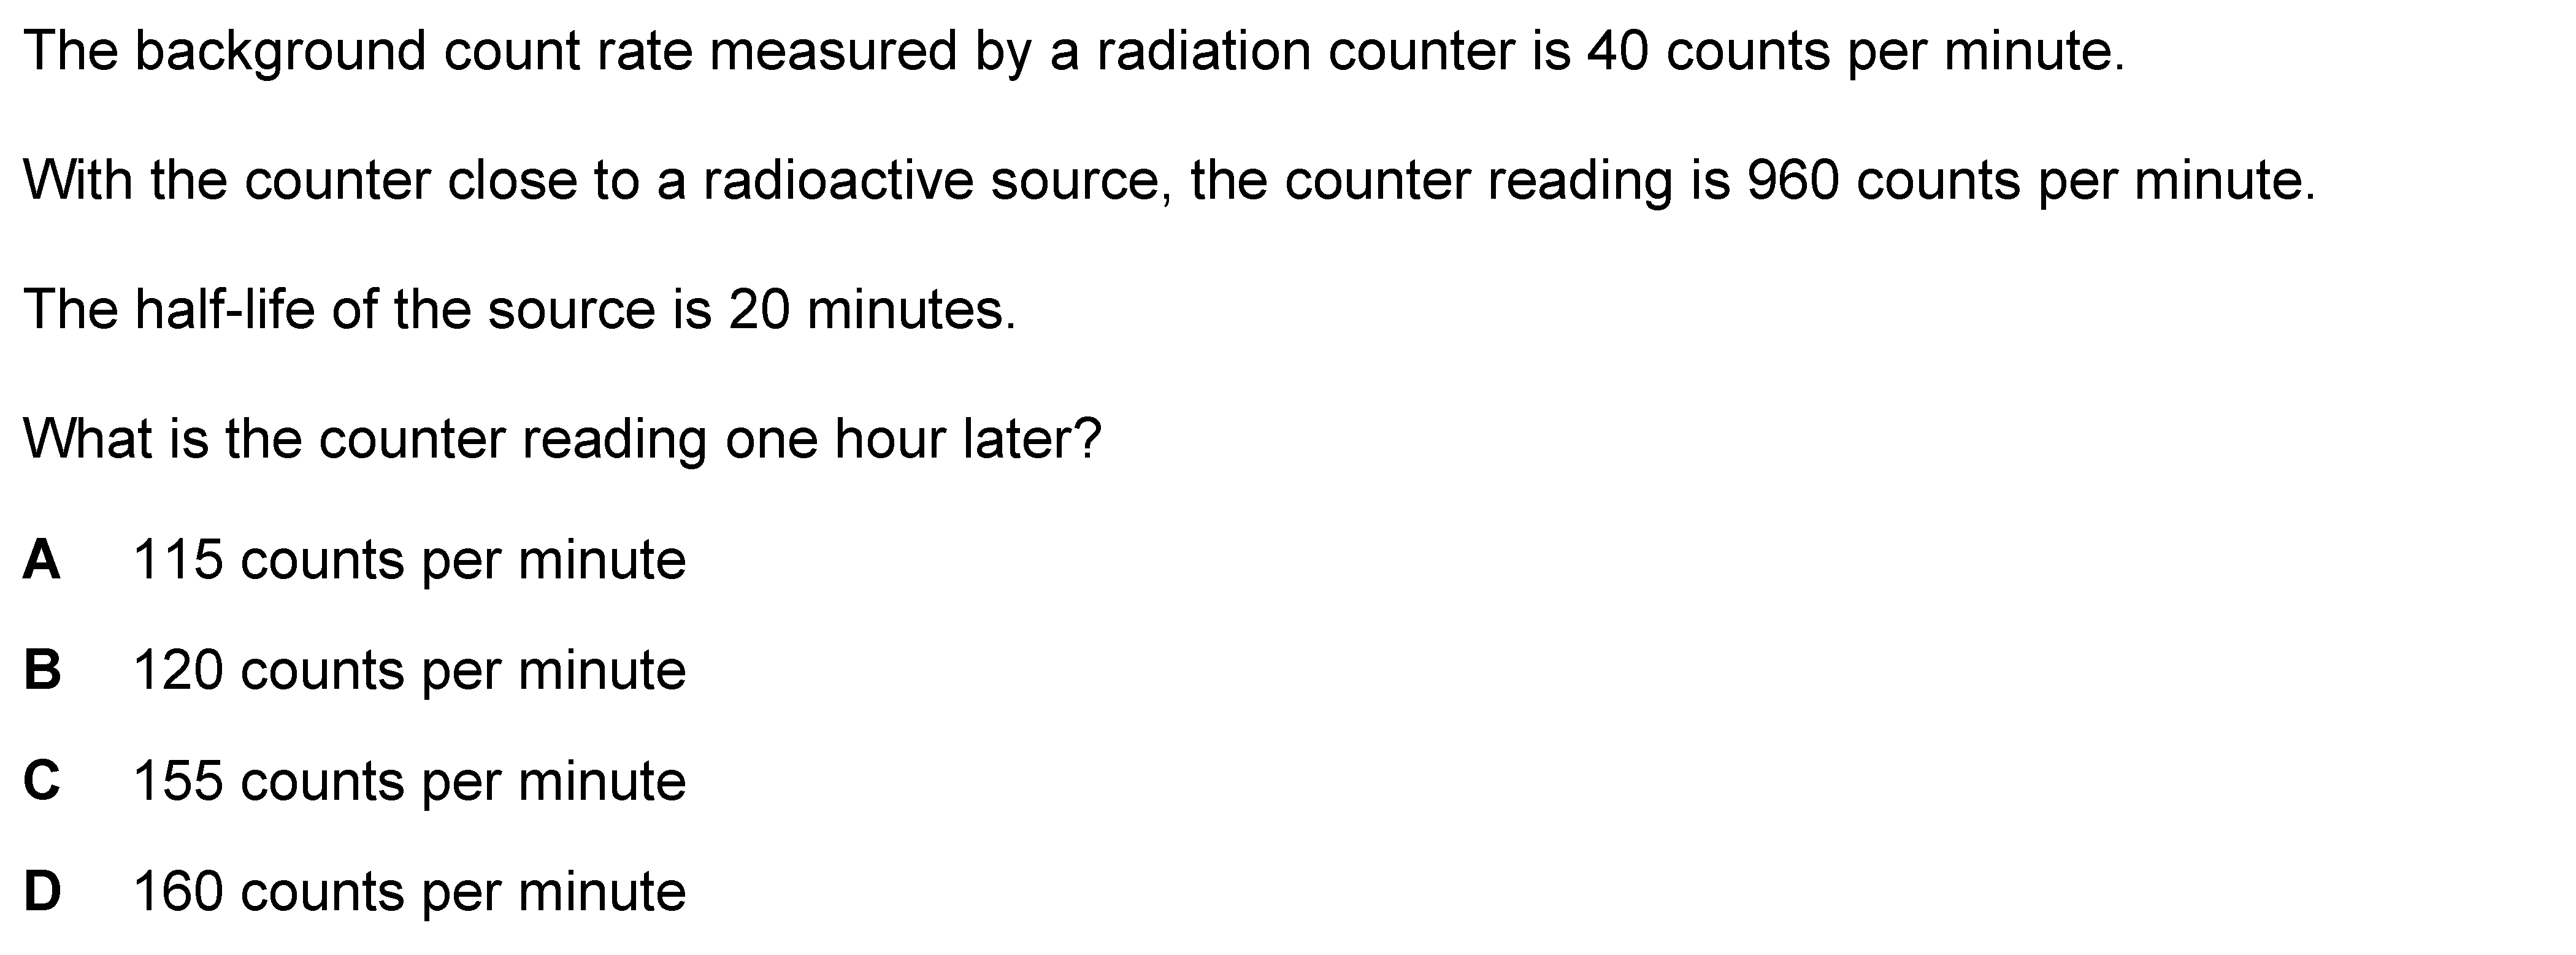 The background count rate measured by a radiation counter is 40 counts per minute.
With the counter close to a radioactive source, the counter reading is 960 counts per minute.
The half-life of the source is 20 minutes.
What is the counter reading one hour later?
A 115 counts per minute
B 120 counts per minute
C 155 counts per minute
D 160 counts per minute